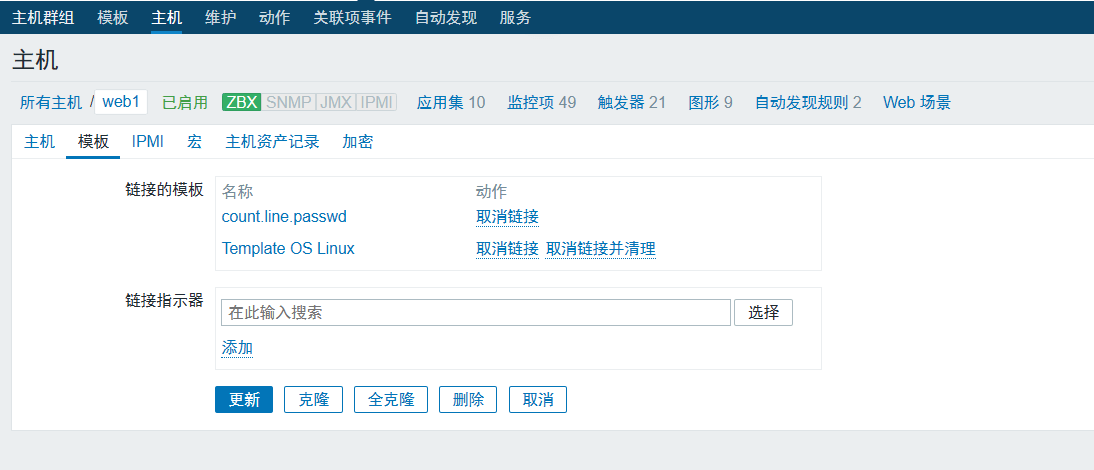 主机群组 模板 主机 维护 动作 关联项事件 自动发现 服务
主机
所有主机 / web1 已启用 ZBX SNMP JMX IPMI 应用集 10 监控项 49 触发器 21 图形 9 自动发现规则 2 Web 场景
主机 模板 IPMI 宏 主机资产记录 加密
链接的模板 名称 动作
count.line.passwd 取消链接
Template OS Linux 取消链接 取消链接并清理
链接指示器
在此输入搜索 选择
添加
更新 克隆 全克隆 删除 取消